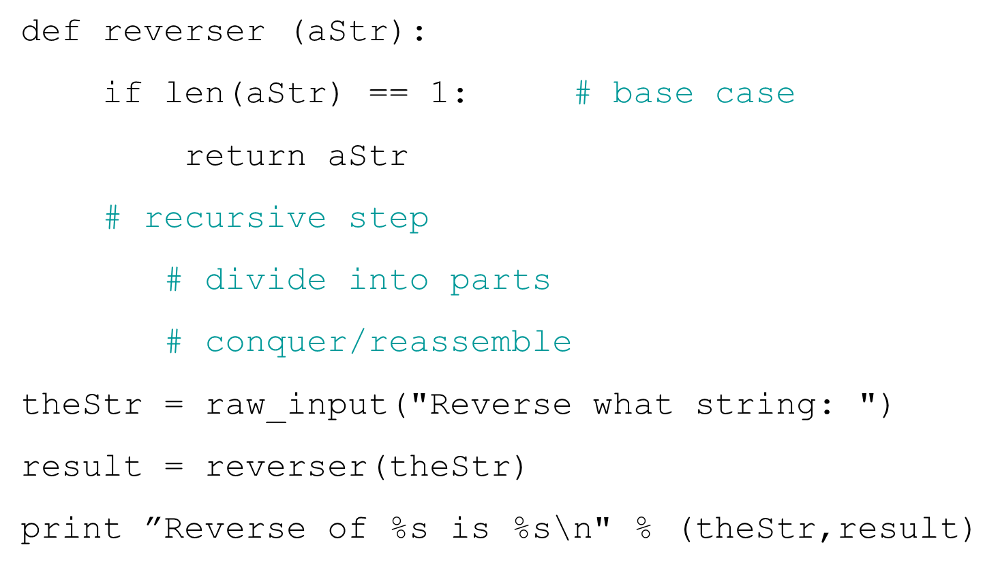 def reverser (aStr):
    if len(aStr) == 1:     # base case
        return aStr
    # recursive step
       # divide into parts
       # conquer/reassemble
theStr = raw_input("Reverse what string: ")
result = reverser(theStr)
print ”Reverse of %s is %s\n" % (theStr,result)